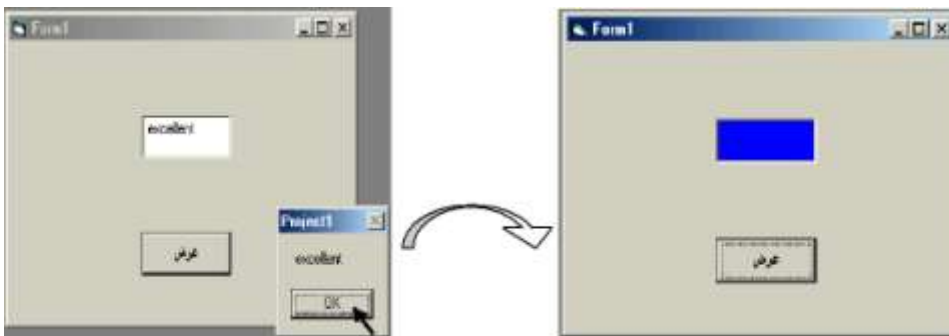 Form1
excellent
عرض
Project1
excellent
OK
Form1
عرض